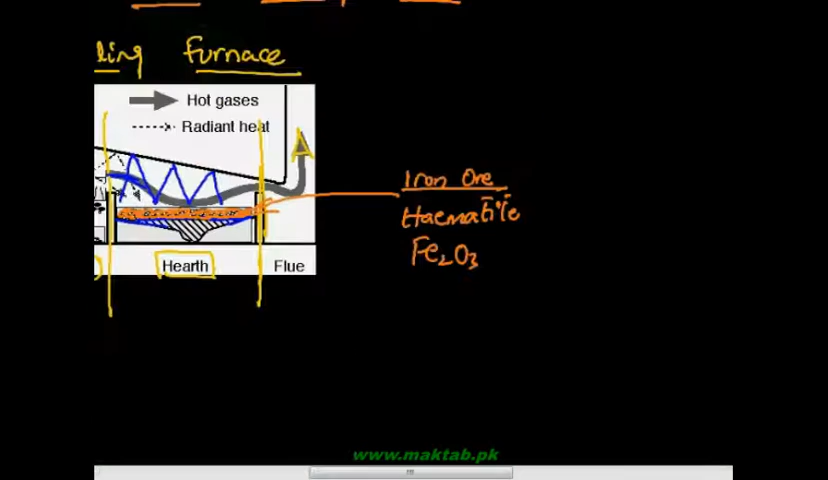 ling Furnace
Hot gases
Radiant heat
Iron Ore
Haematite
Fe₂O₃
Hearth
Flue
www.maktab.pk